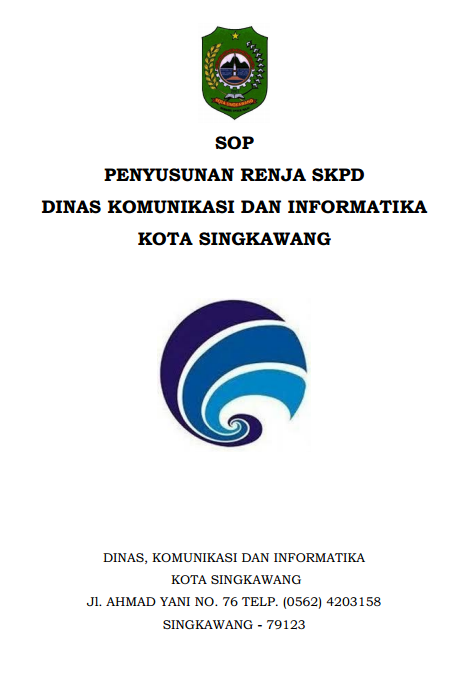 KOTA SINGKAWANG
SOP
PENYUSUNAN RENJA SKPD
DINAS KOMUNIKASI DAN INFORMATIKA
KOTA SINGKAWANG
DINAS, KOMUNIKASI DAN INFORMATIKA
KOTA SINGKAWANG
Jl. AHMAD YANI NO. 76 TELP. (0562) 4203158
SINGKAWANG - 79123